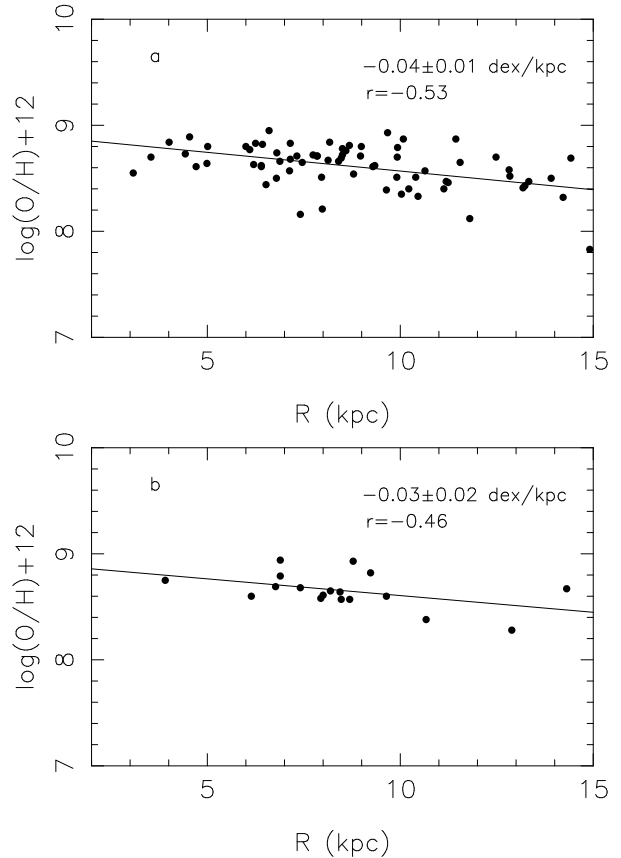 10
a
−0.04±0.01 dex/kpc
r=−0.53
9
log(O/H)+12
8
7
5
10
15
R (kpc)
10
b
−0.03±0.02 dex/kpc
r=−0.46
9
log(O/H)+12
8
7
5
10
15
R (kpc)